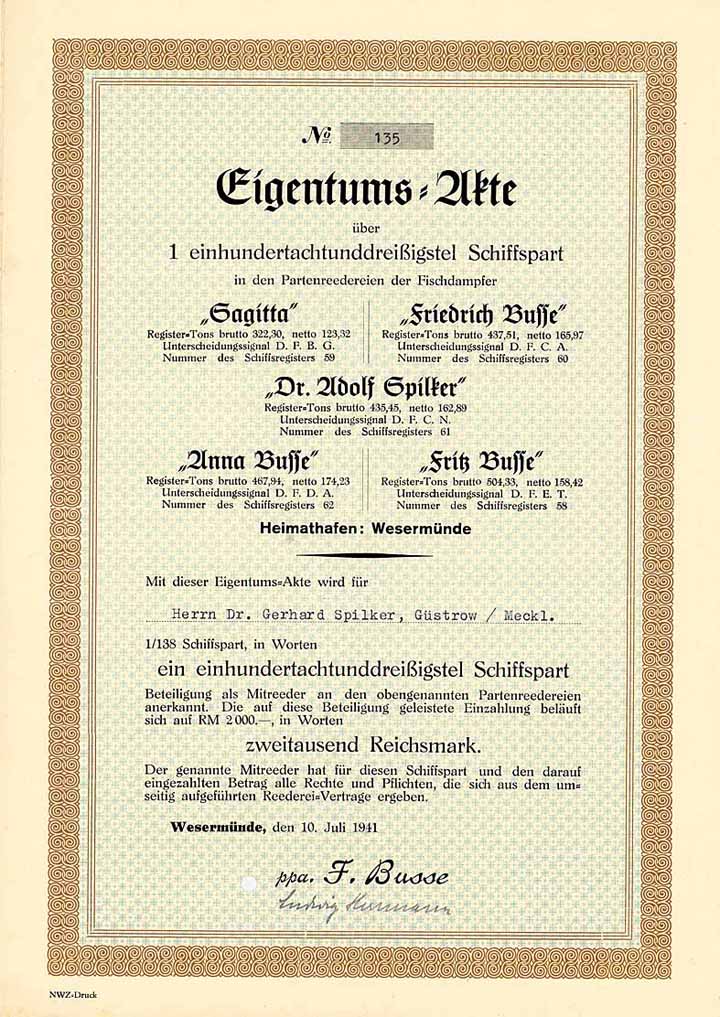 No. 135
Eigentums=Akte
über
1 einhundertachtunddreißigstel Schiffspart
in den Partenreedereien der Fischdampfer
„Sagitta"
Register=Tons brutto 322,30, netto 123,32
Unterscheidungssignal D. F. B. G.
Nummer des Schiffsregisters 59
„Friedrich Busse"
Register=Tons brutto 437,51, netto 165,97
Unterscheidungssignal D. F. C. A.
Nummer des Schiffsregisters 60
„Dr. Adolf Spilker"
Register=Tons brutto 435,45, netto 162,89
Unterscheidungssignal D. F. C. N.
Nummer des Schiffsregisters 61
„Anna Busse"
Register=Tons brutto 467,94, netto 174,23
Unterscheidungssignal D. F. D. A.
Nummer des Schiffsregisters 62
„Fritz Busse"
Register=Tons brutto 504,33, netto 158,42
Unterscheidungssignal D. F. E. T.
Nummer des Schiffsregisters 58
Heimathafen: Wesermünde
Mit dieser Eigentums=Akte wird für
Herrn Dr. Gerhard Spilker, Güstrow / Meckl.
1/138 Schiffspart, in Worten
ein einhundertachtunddreißigstel Schiffspart
Beteiligung als Mitreeder an den obengenannten Partenreedereien
anerkannt. Die auf diese Beteiligung geleistete Einzahlung beläuft
sich auf RM 2000.—, in Worten
zweitausend Reichsmark.
Der genannte Mitreeder hat für diesen Schiffspart und den darauf
eingezahlten Betrag alle Rechte und Pflichten, die sich aus dem um=
seitig aufgeführten Reederei=Vertrage ergeben.
Wesermünde, den 10. Juli 1941
ppa. F. Busse
Ludwig
NWZ=Druck